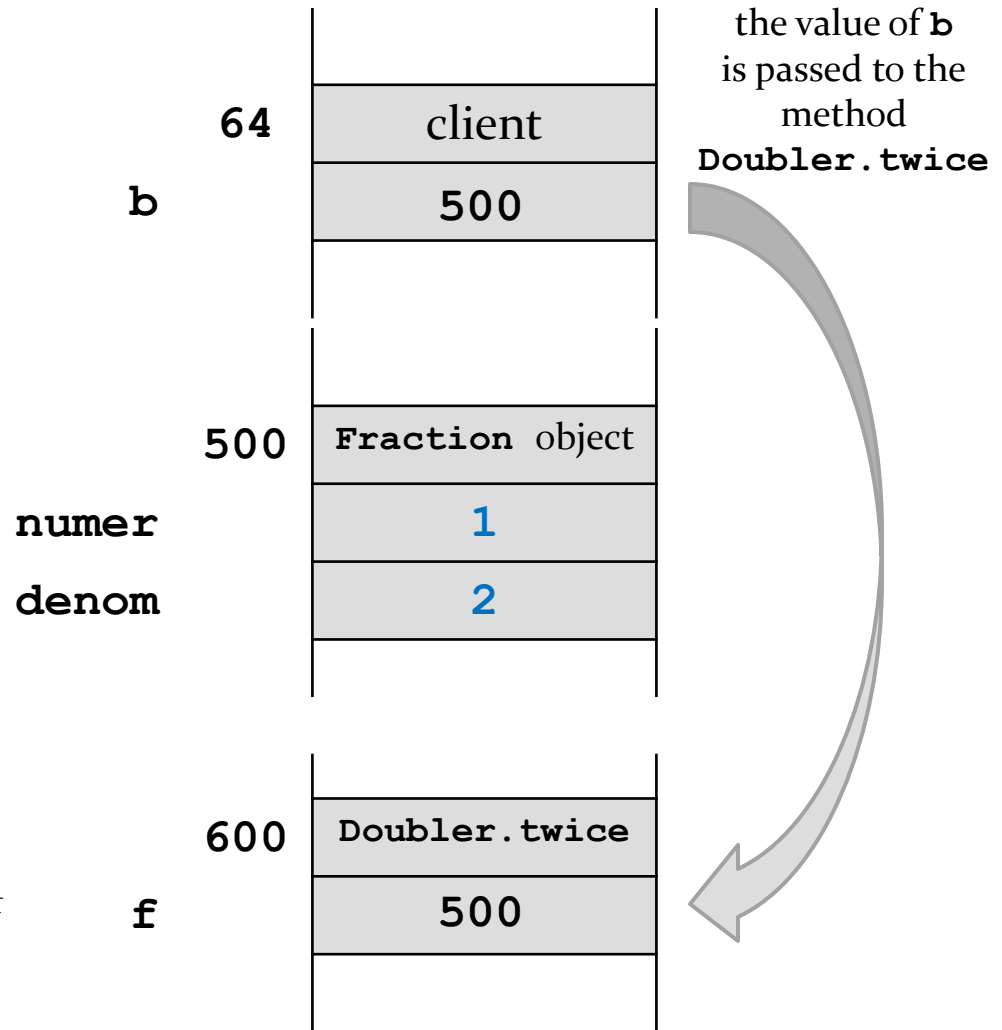 the value of b
is passed to the
method
Doubler.twice
64 client
b 500
500 Fraction object
numer 1
denom 2
600 Doubler.twice
f 500